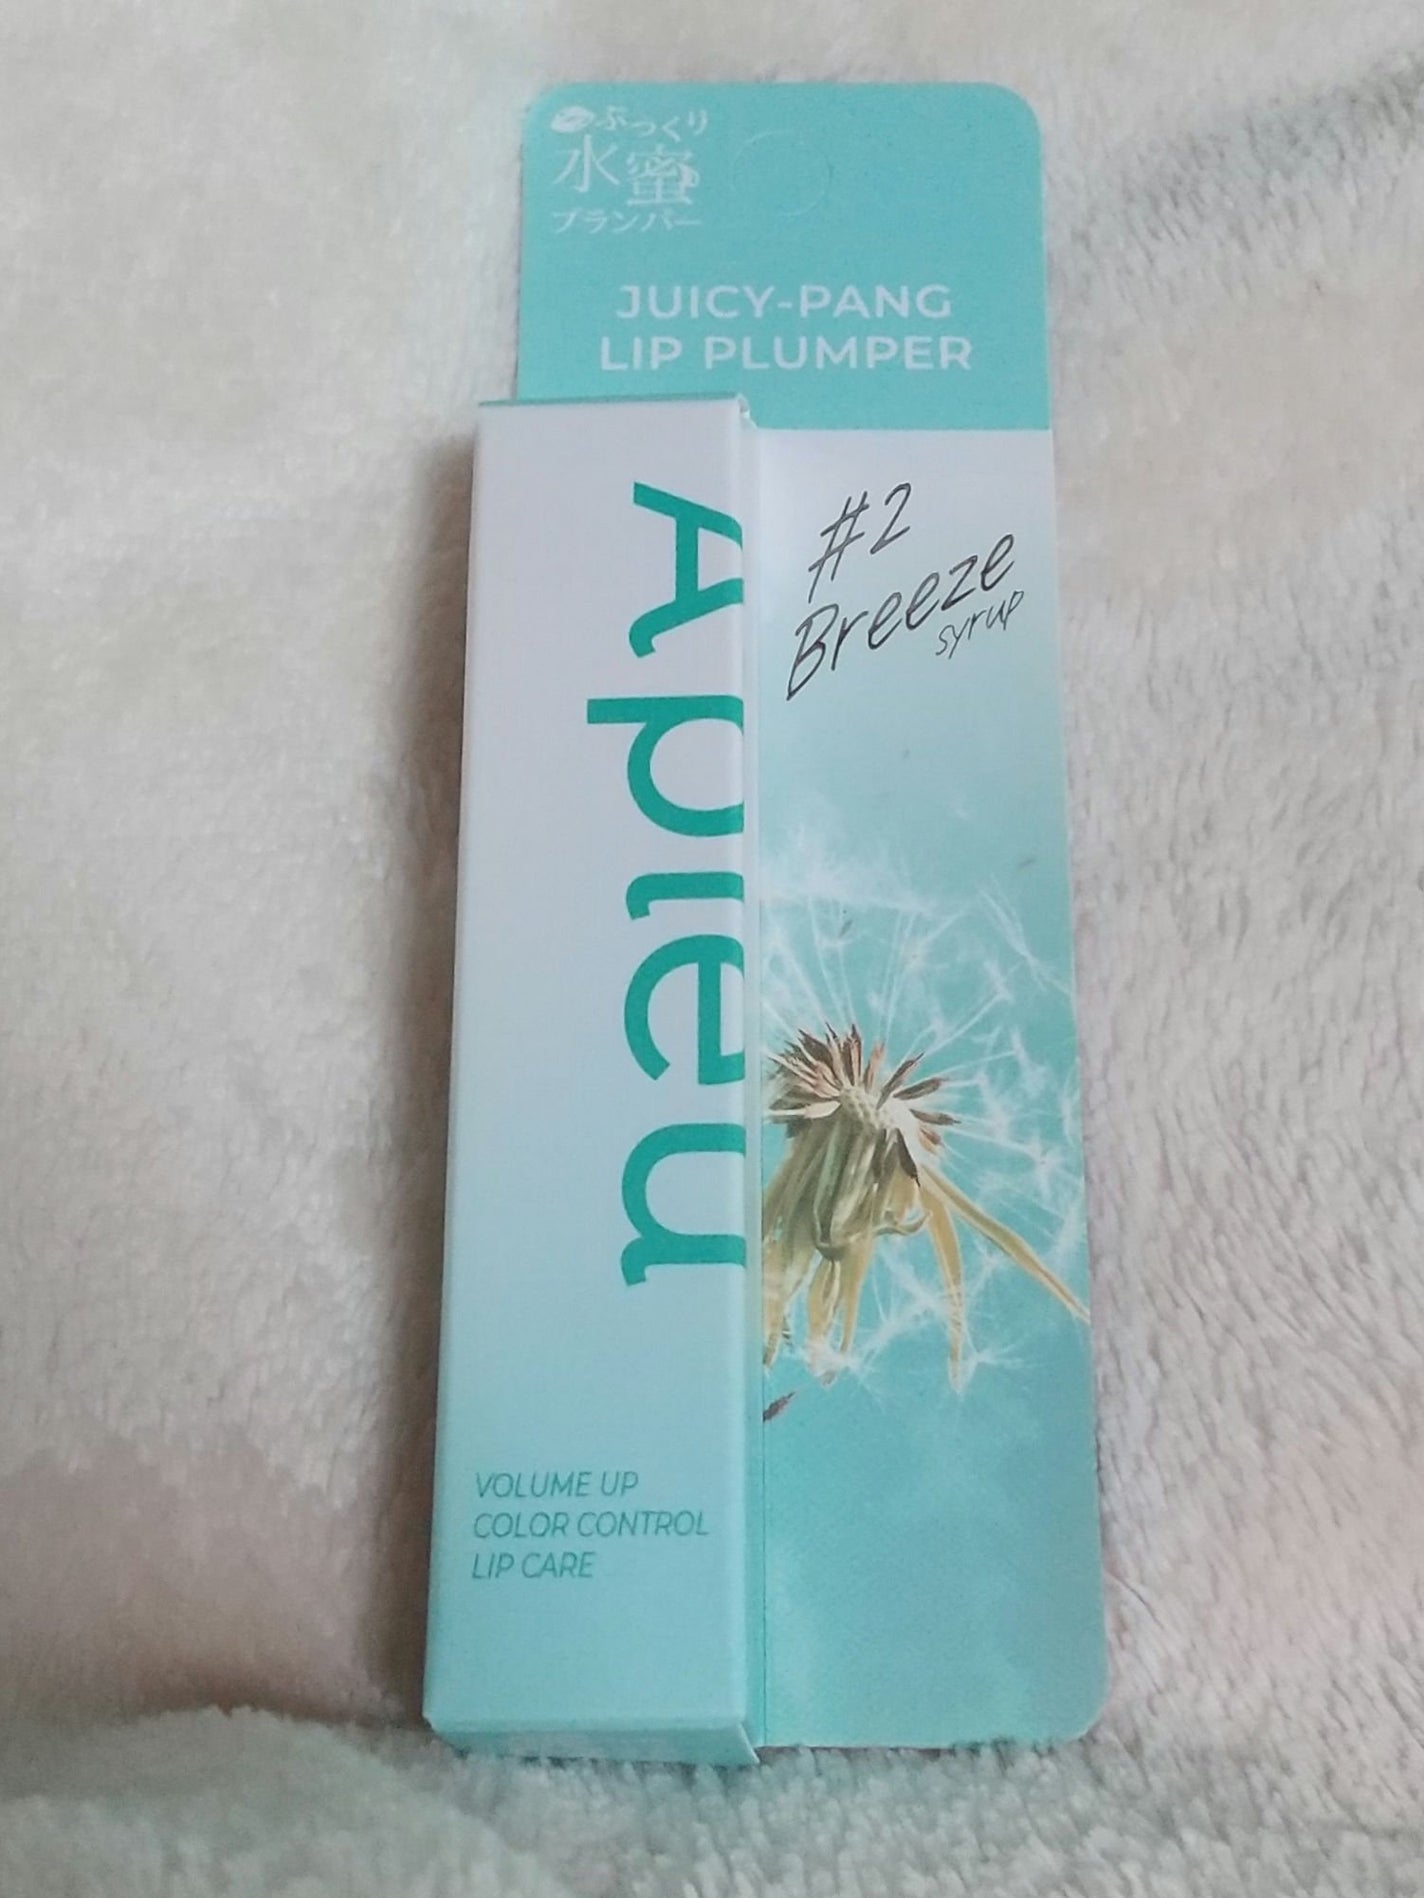 ぷっくり
水蜜
プランパー
JUICY-PANG
LIP PLUMPER
#2
Breeze
syrup
Apieu
VOLUME UP
COLOR CONTROL
LIP CARE